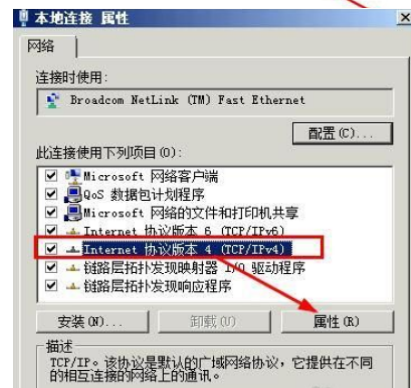 本地连接 属性
网络
连接时使用:
Broadcom NetLink (TM) Fast Ethernet
配置(C)...
此连接使用下列项目(O):
Microsoft 网络客户端
QoS 数据包计划程序
Microsoft 网络的文件和打印机共享
Internet 协议版本 6 (TCP/IPv6)
Internet 协议版本 4 (TCP/IPv4)
链路层拓扑发现映射器 I/O 驱动程序
链路层拓扑发现响应程序
安装(N)... 卸载(U) 属性(R)
描述
TCP/IP。该协议是默认的广域网络协议，它提供在不同
的相互连接的网络上的通讯。